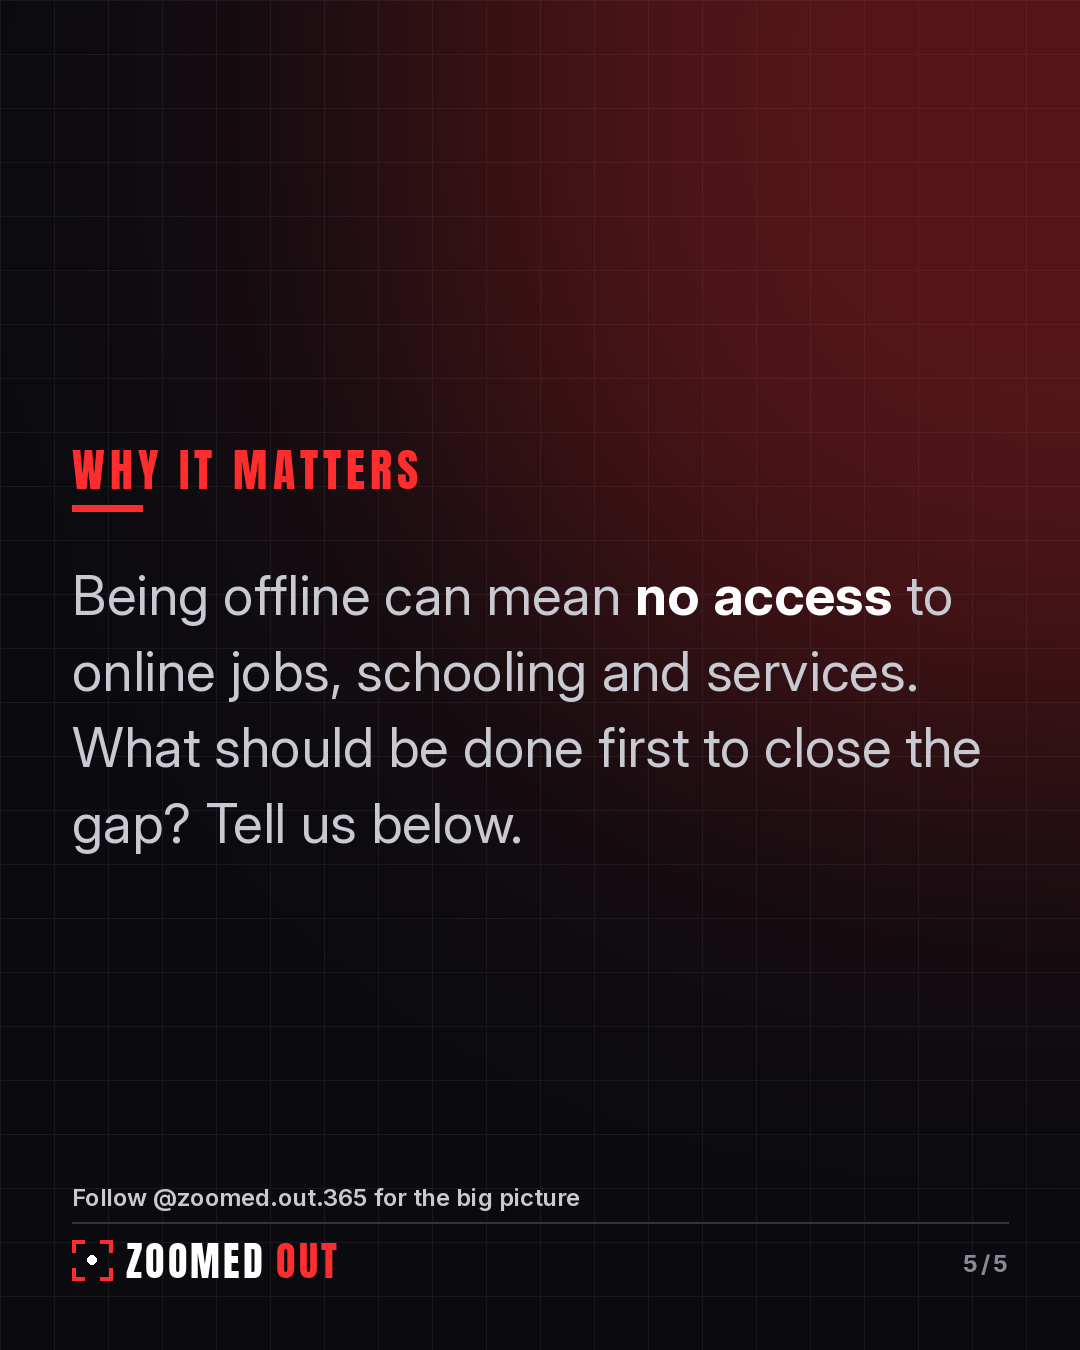 WHY IT MATTERS
Being offline can mean no access to
online jobs, schooling and services.
What should be done first to close the
gap? Tell us below.
Follow @zoomed.out.365 for the big picture
ZOOMED OUT
5/5